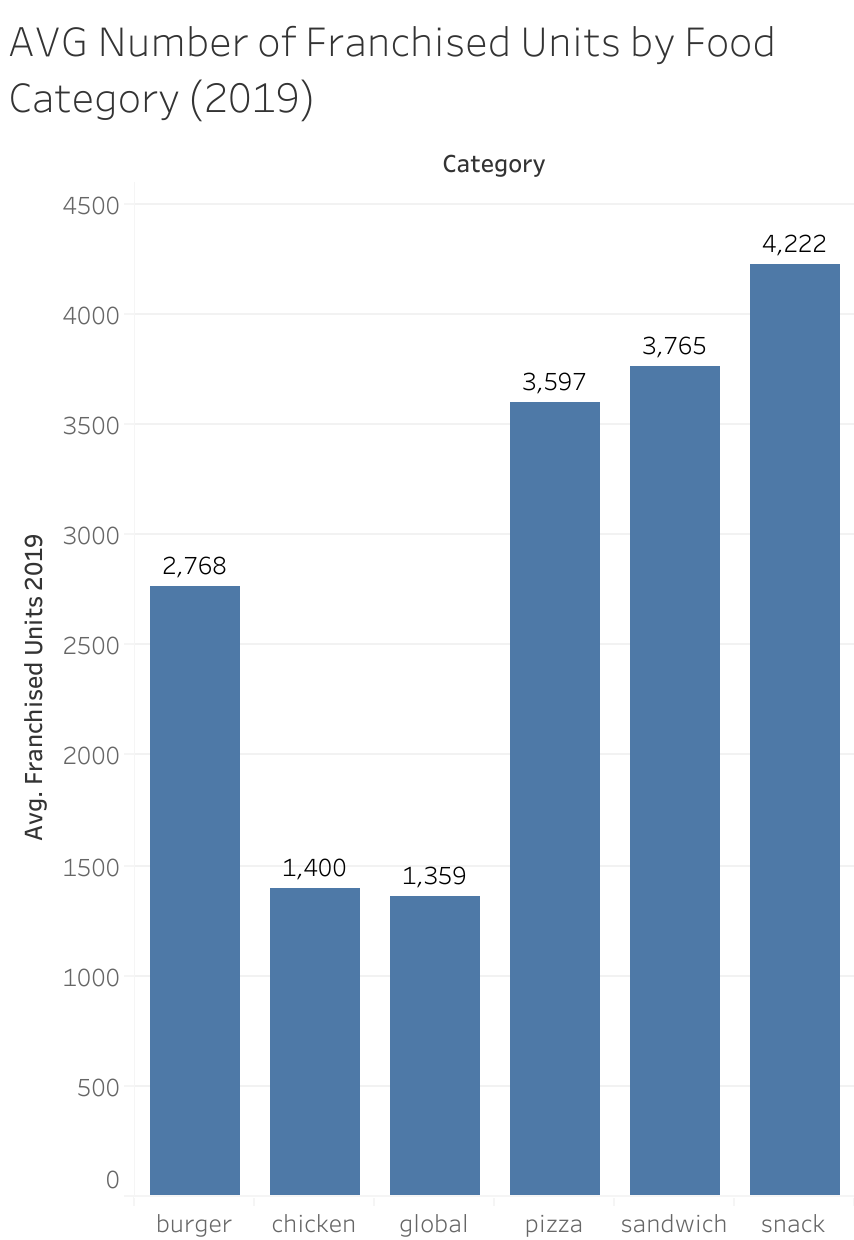 AVG Number of Franchised Units by Food
Category (2019)
Category
Avg. Franchised Units 2019
4500
4000
3500
3000
2500
2000
1500
1000
500
0
2,768
1,400
1,359
3,597
3,765
4,222
burger
chicken
global
pizza
sandwich
snack